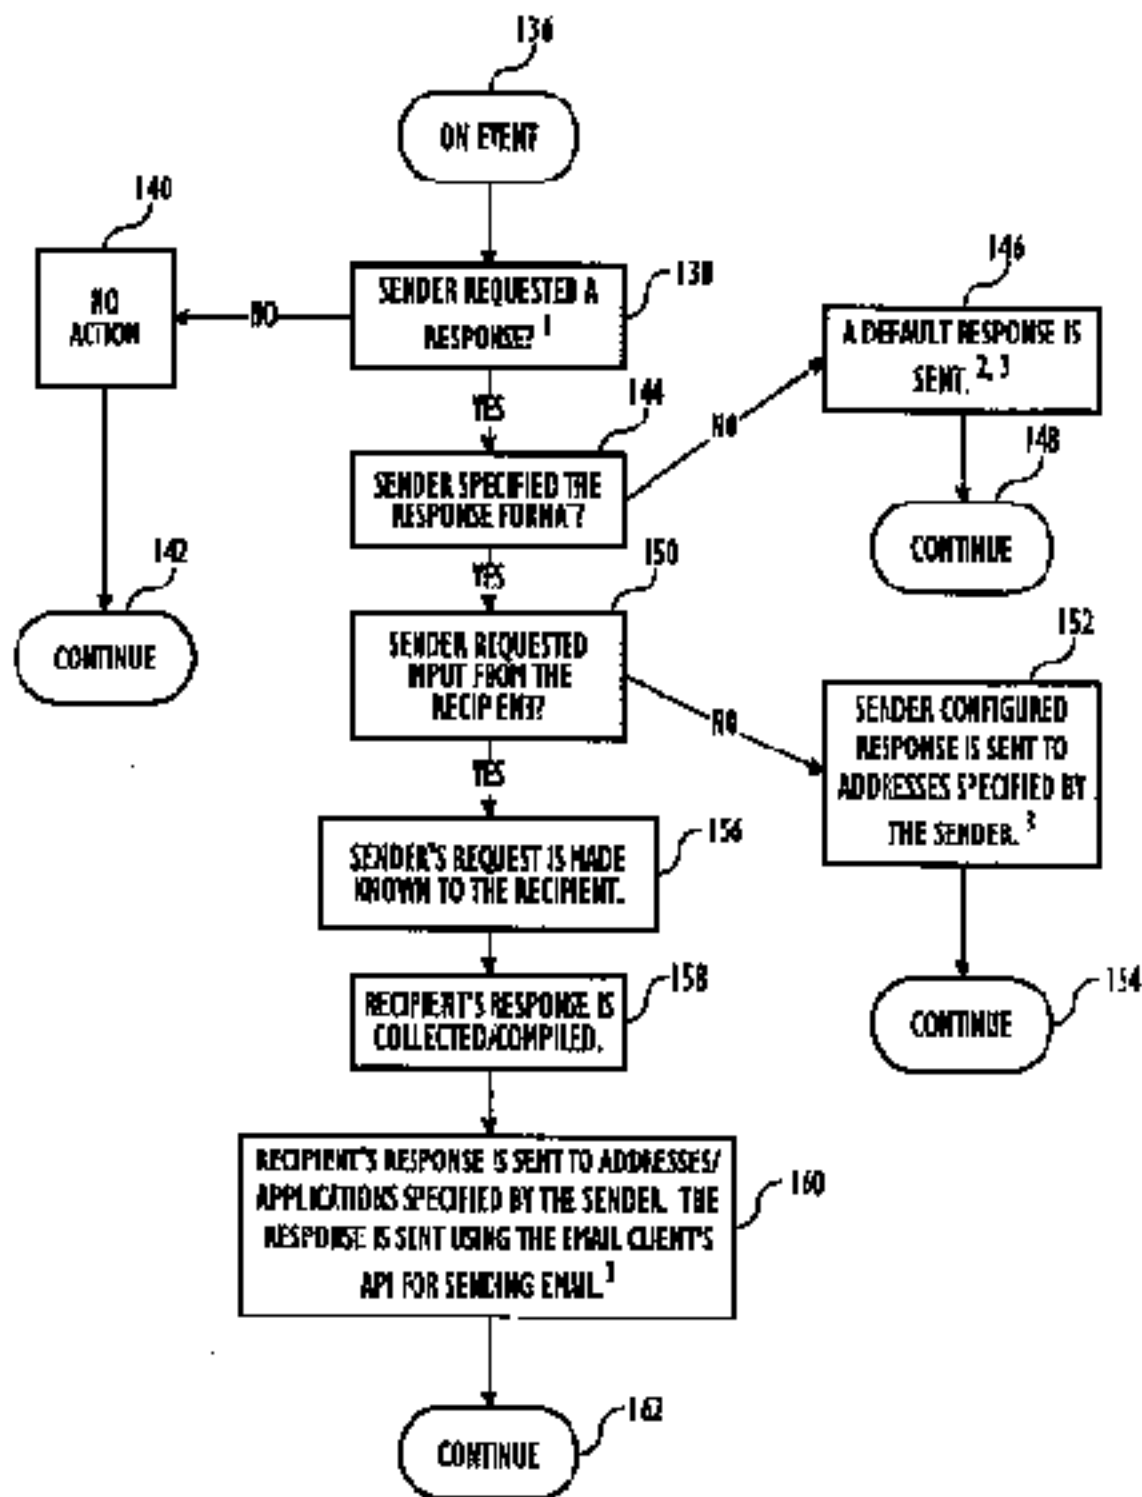 136
ON EVENT
140
NO
ACTION
NO
SENDER REQUESTED A
RESPONSE? 1
138
146
A DEFAULT RESPONSE IS
SENT. 2, 3
YES
144
NO
SENDER SPECIFIED THE
RESPONSE FORMAT?
148
CONTINUE
142
CONTINUE
YES
150
SENDER REQUESTED
INPUT FROM THE
RECIPIENT?
NO
152
SENDER CONFIGURED
RESPONSE IS SENT TO
ADDRESSES SPECIFIED BY
THE SENDER. 3
YES
156
SENDER'S REQUEST IS MADE
KNOWN TO THE RECIPIENT.
158
RECIPIENT'S RESPONSE IS
COLLECTED/COMPILED.
154
CONTINUE
RECIPIENT'S RESPONSE IS SENT TO ADDRESSES/
APPLICATIONS SPECIFIED BY THE SENDER. THE
RESPONSE IS SENT USING THE EMAIL CLIENT'S
API FOR SENDING EMAIL. 3
160
162
CONTINUE